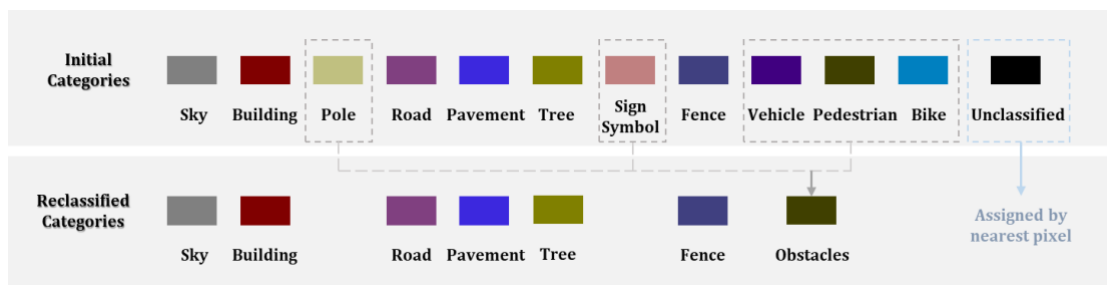 Initial
Categories
Sky Building Pole Road Pavement Tree Sign
Symbol Fence Vehicle Pedestrian Bike Unclassified
Reclassified
Categories
Sky Building Road Pavement Tree Fence Obstacles
Assigned by
nearest pixel